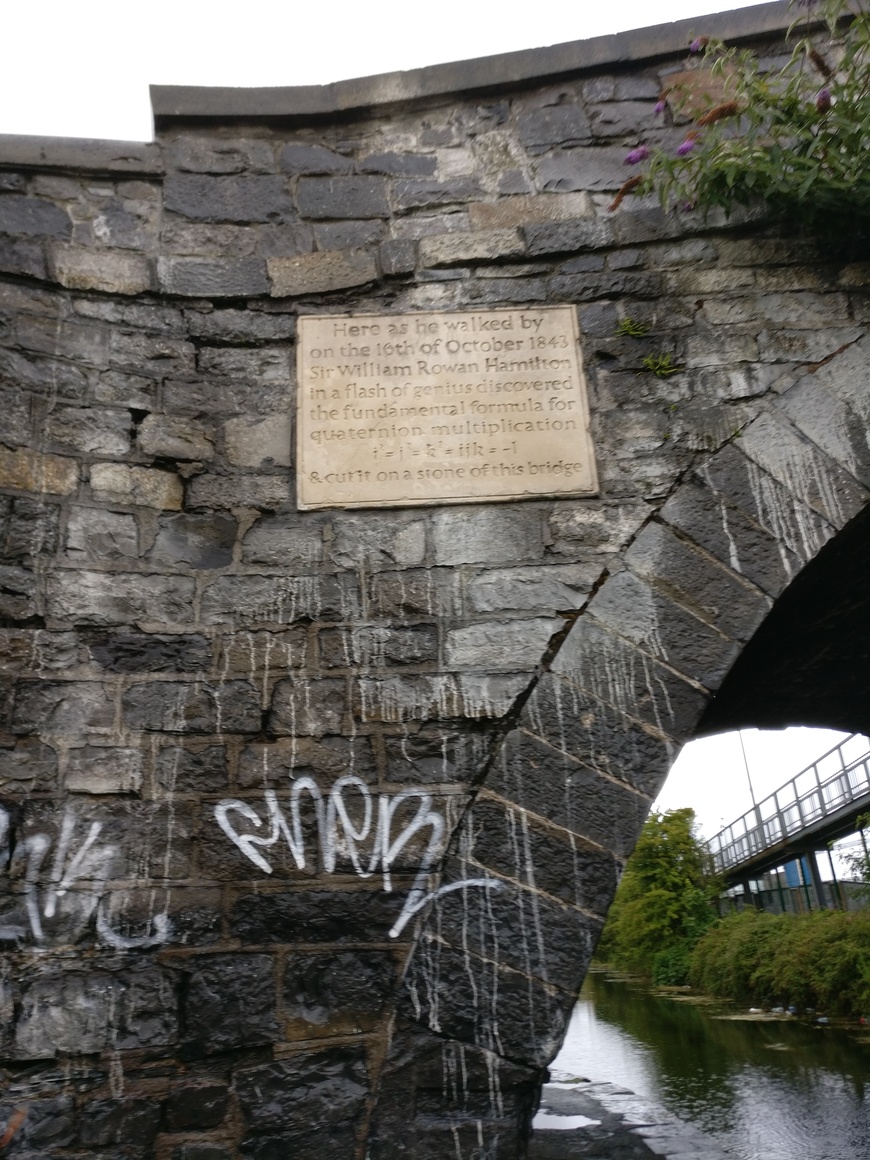 Here as he walked by
on the 16th of October 1843
Sir William Rowan Hamilton
in a flash of genius discovered
the fundamental formula for
quaternion multiplication
i² = j² = k² = ijk = −1
& cut it on a stone of this bridge